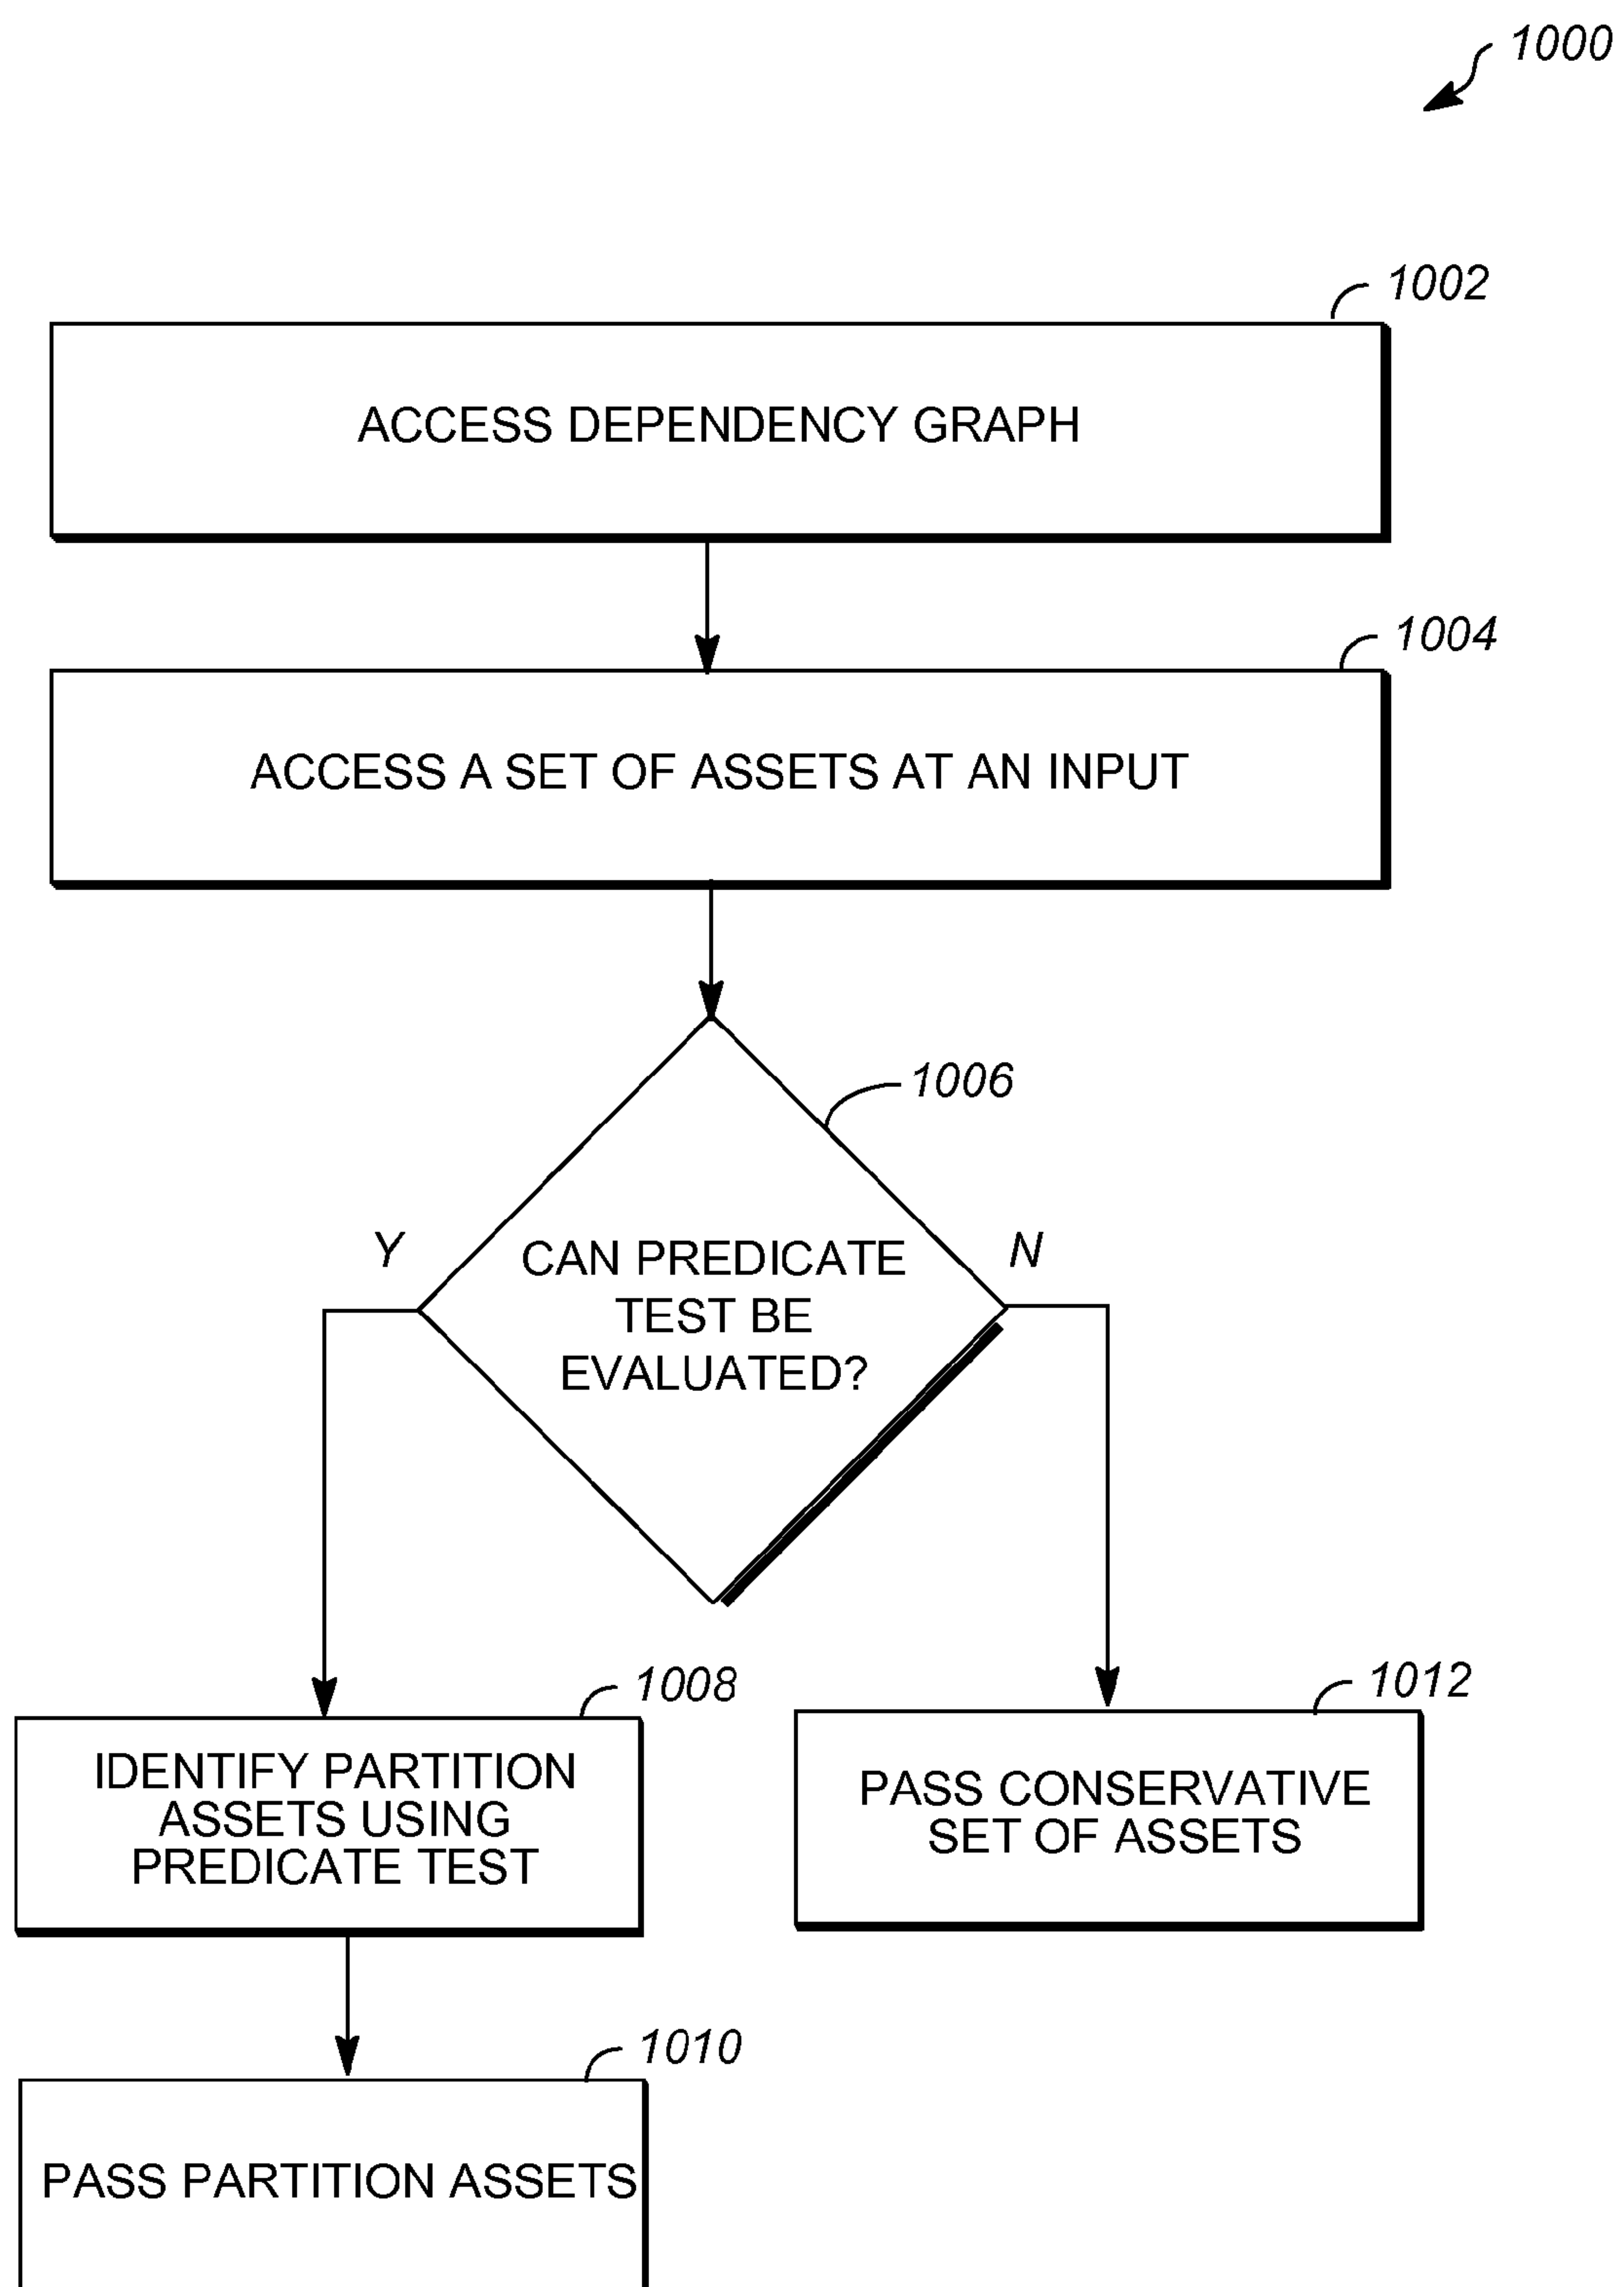 1000
1002
ACCESS DEPENDENCY GRAPH
1004
ACCESS A SET OF ASSETS AT AN INPUT
1006
Y
N
CAN PREDICATE
TEST BE
EVALUATED?
1008
IDENTIFY PARTITION
ASSETS USING
PREDICATE TEST
1012
PASS CONSERVATIVE
SET OF ASSETS
1010
PASS PARTITION ASSETS